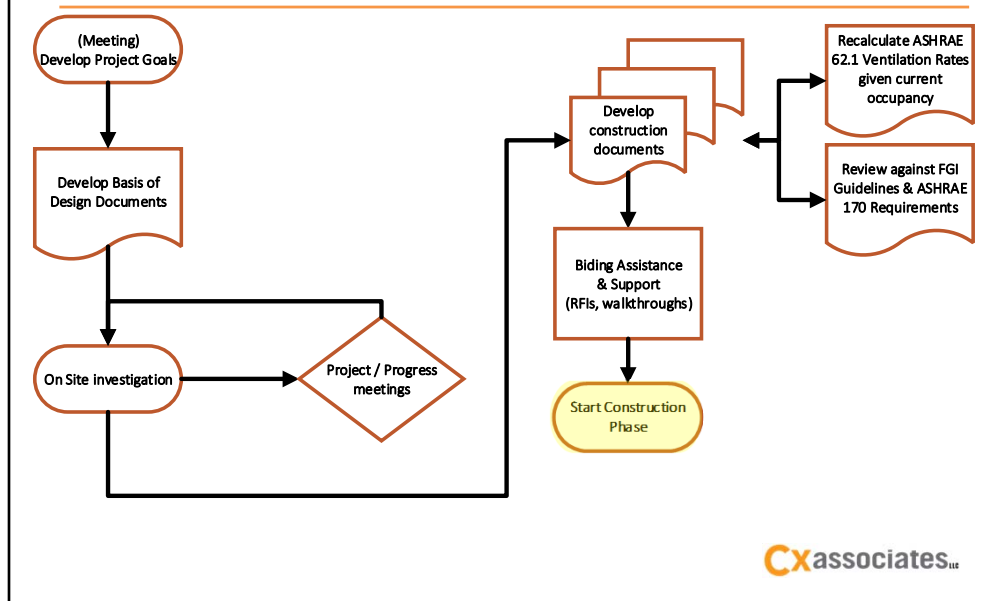 (Meeting)
Develop Project Goals
Develop Basis of
Design Documents
On Site investigation
Project / Progress
meetings
Develop
construction
documents
Biding Assistance
& Support
(RFIs, walkthroughs)
Start Construction
Phase
Recalculate ASHRAE
62.1 Ventilation Rates
given current
occupancy
Review against FGI
Guidelines & ASHRAE
170 Requirements
Cxassociates LLC